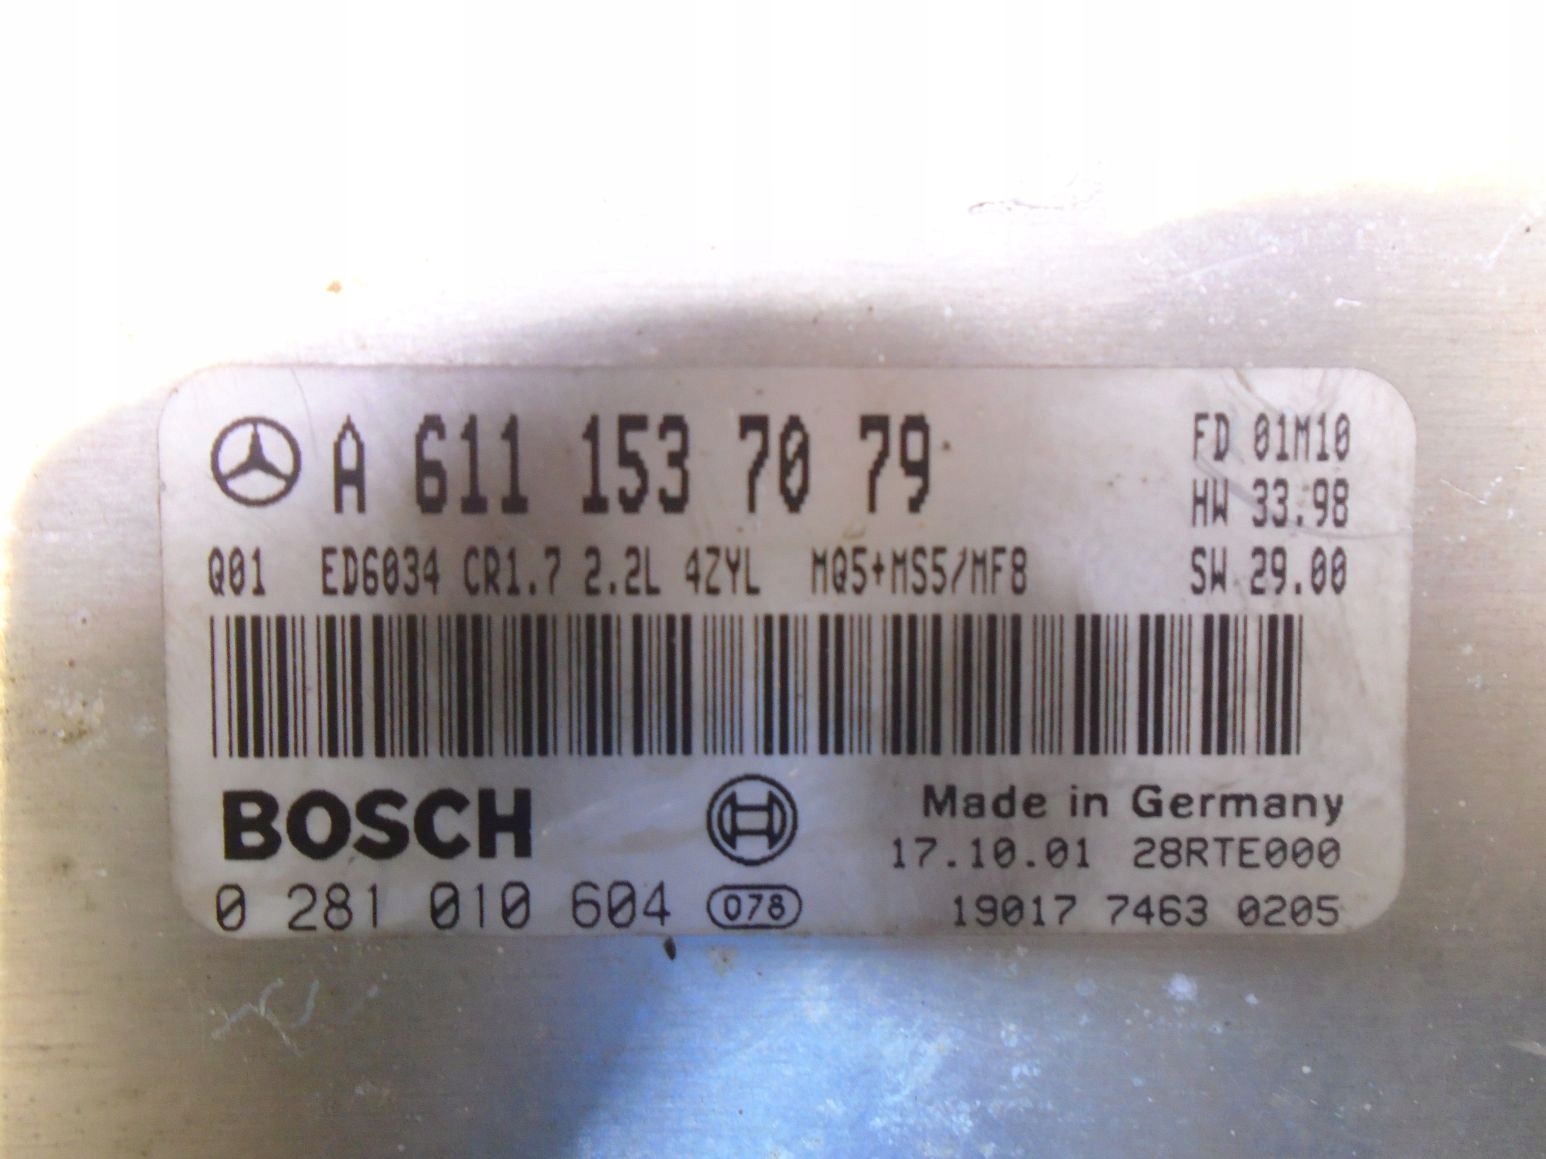 A 611 153 70 79 FD 01M10
HW 33.98
Q01 ED6034 CR1.7 2.2L 4ZYL MQ5+MS5/MF8 SW 29.00
BOSCH Made in Germany
17.10.01 28RTE000
0 281 010 604 078 19017 7463 0205